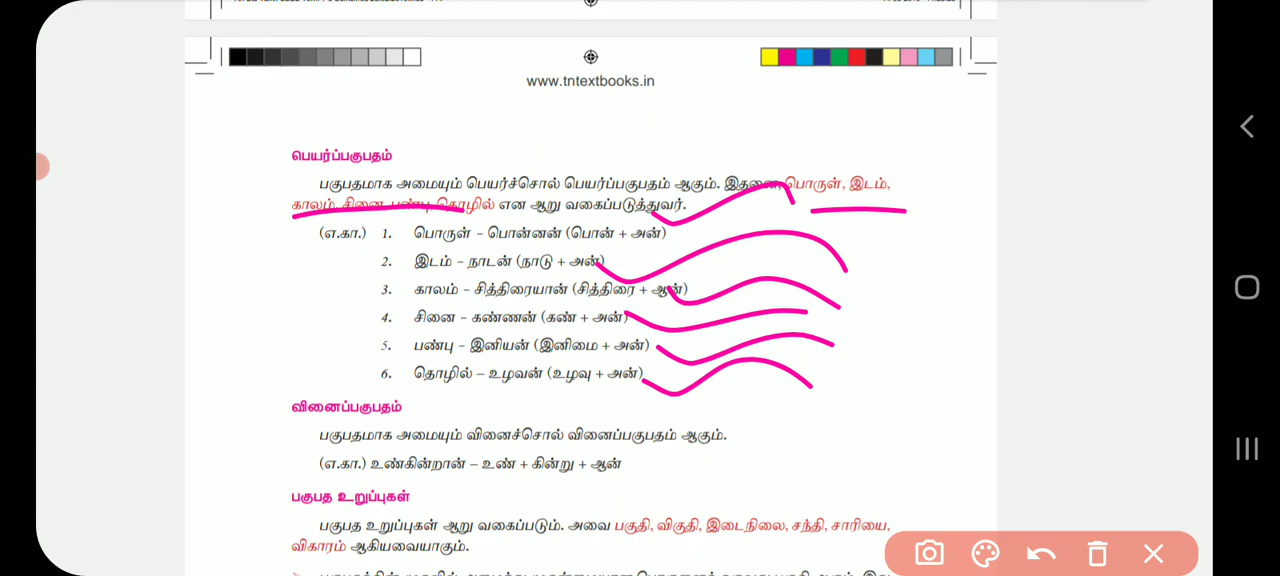 www.tntextbooks.in
பெயர்ப்பகுபதம்
பகுபதமாக அமையும் பெயர்ச்சொல் பெயர்ப்பகுபதம் ஆகும். இதனை, பொருள், இடம்,
காலம், சினை, பண்பு, தொழில் என ஆறு வகைப்படுத்துவர்.
(எ.கா.) 1. பொருள் – பொன்னன் (பொன் + அன்)
2. இடம் – நாடன் (நாடு + அன்)
3. காலம் – சித்திரையான் (சித்திரை + ஆன்)
4. சினை – கண்ணன் (கண் + அன்)
5. பண்பு – இனியன் (இனிமை + அன்)
6. தொழில் – உழவன் (உழவு + அன்)
வினைப்பகுபதம்
பகுபதமாக அமையும் வினைச்சொல் வினைப்பகுபதம் ஆகும்.
(எ.கா.) உண்கின்றான் – உண் + கின்று + ஆன்
பகுபத உறுப்புகள்
பகுபத உறுப்புகள் ஆறு வகைப்படும். அவை பகுதி, விகுதி, இடைநிலை, சந்தி, சாரியை,
விகாரம் ஆகியவையாகும்.